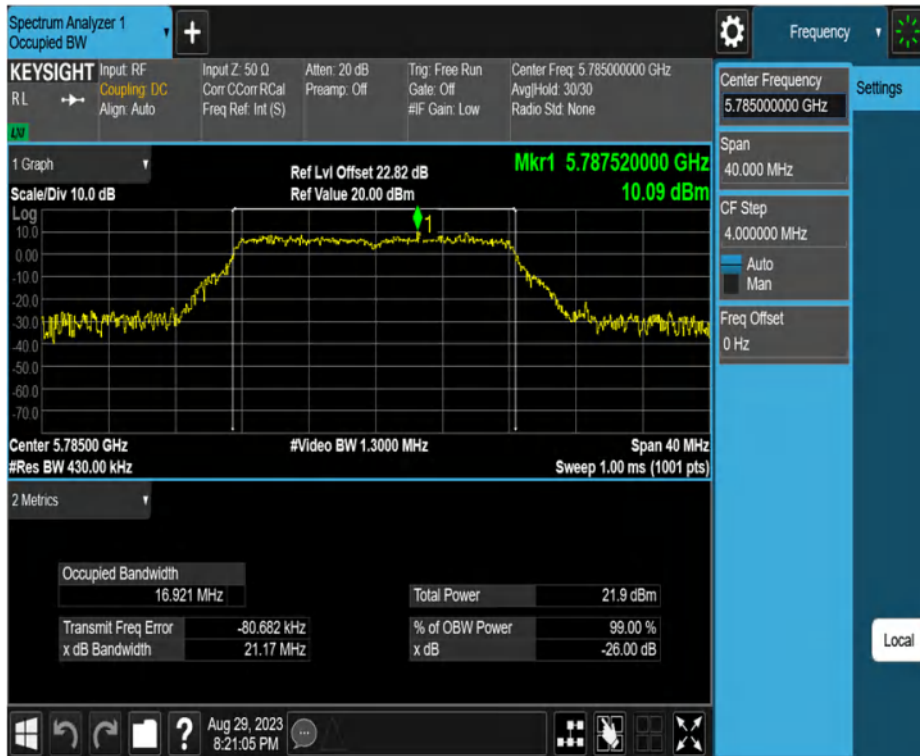 Spectrum Analyzer 1
Occupied BW
+
Frequency
KEYSIGHT
RL
LXI
Input: RF
Coupling: DC
Align: Auto
Input Z: 50 Ω
Corr CCorr RCal
Freq Ref: Int (S)
Atten: 20 dB
Preamp: Off
Trig: Free Run
Gate: Off
#IF Gain: Low
Center Freq: 5.785000000 GHz
Avg|Hold: 30/30
Radio Std: None
Center Frequency
5.785000000 GHz
Settings
Span
40.000 MHz
CF Step
4.000000 MHz
Auto
Man
Freq Offset
0 Hz
Local
1 Graph
Scale/Div 10.0 dB
Ref Lvl Offset 22.82 dB
Ref Value 20.00 dBm
Mkr1 5.787520000 GHz
10.09 dBm
Log
1
10.0
0.00
-10.0
-20.0
-30.0
-40.0
-50.0
-60.0
-70.0
Center 5.78500 GHz
#Video BW 1.3000 MHz
Span 40 MHz
#Res BW 430.00 kHz
Sweep 1.00 ms (1001 pts)
2 Metrics
Occupied Bandwidth
16.921 MHz
Total Power 21.9 dBm
Transmit Freq Error -80.682 kHz
% of OBW Power 99.00 %
x dB Bandwidth 21.17 MHz
x dB -26.00 dB
?
Aug 29, 2023
8:21:05 PM